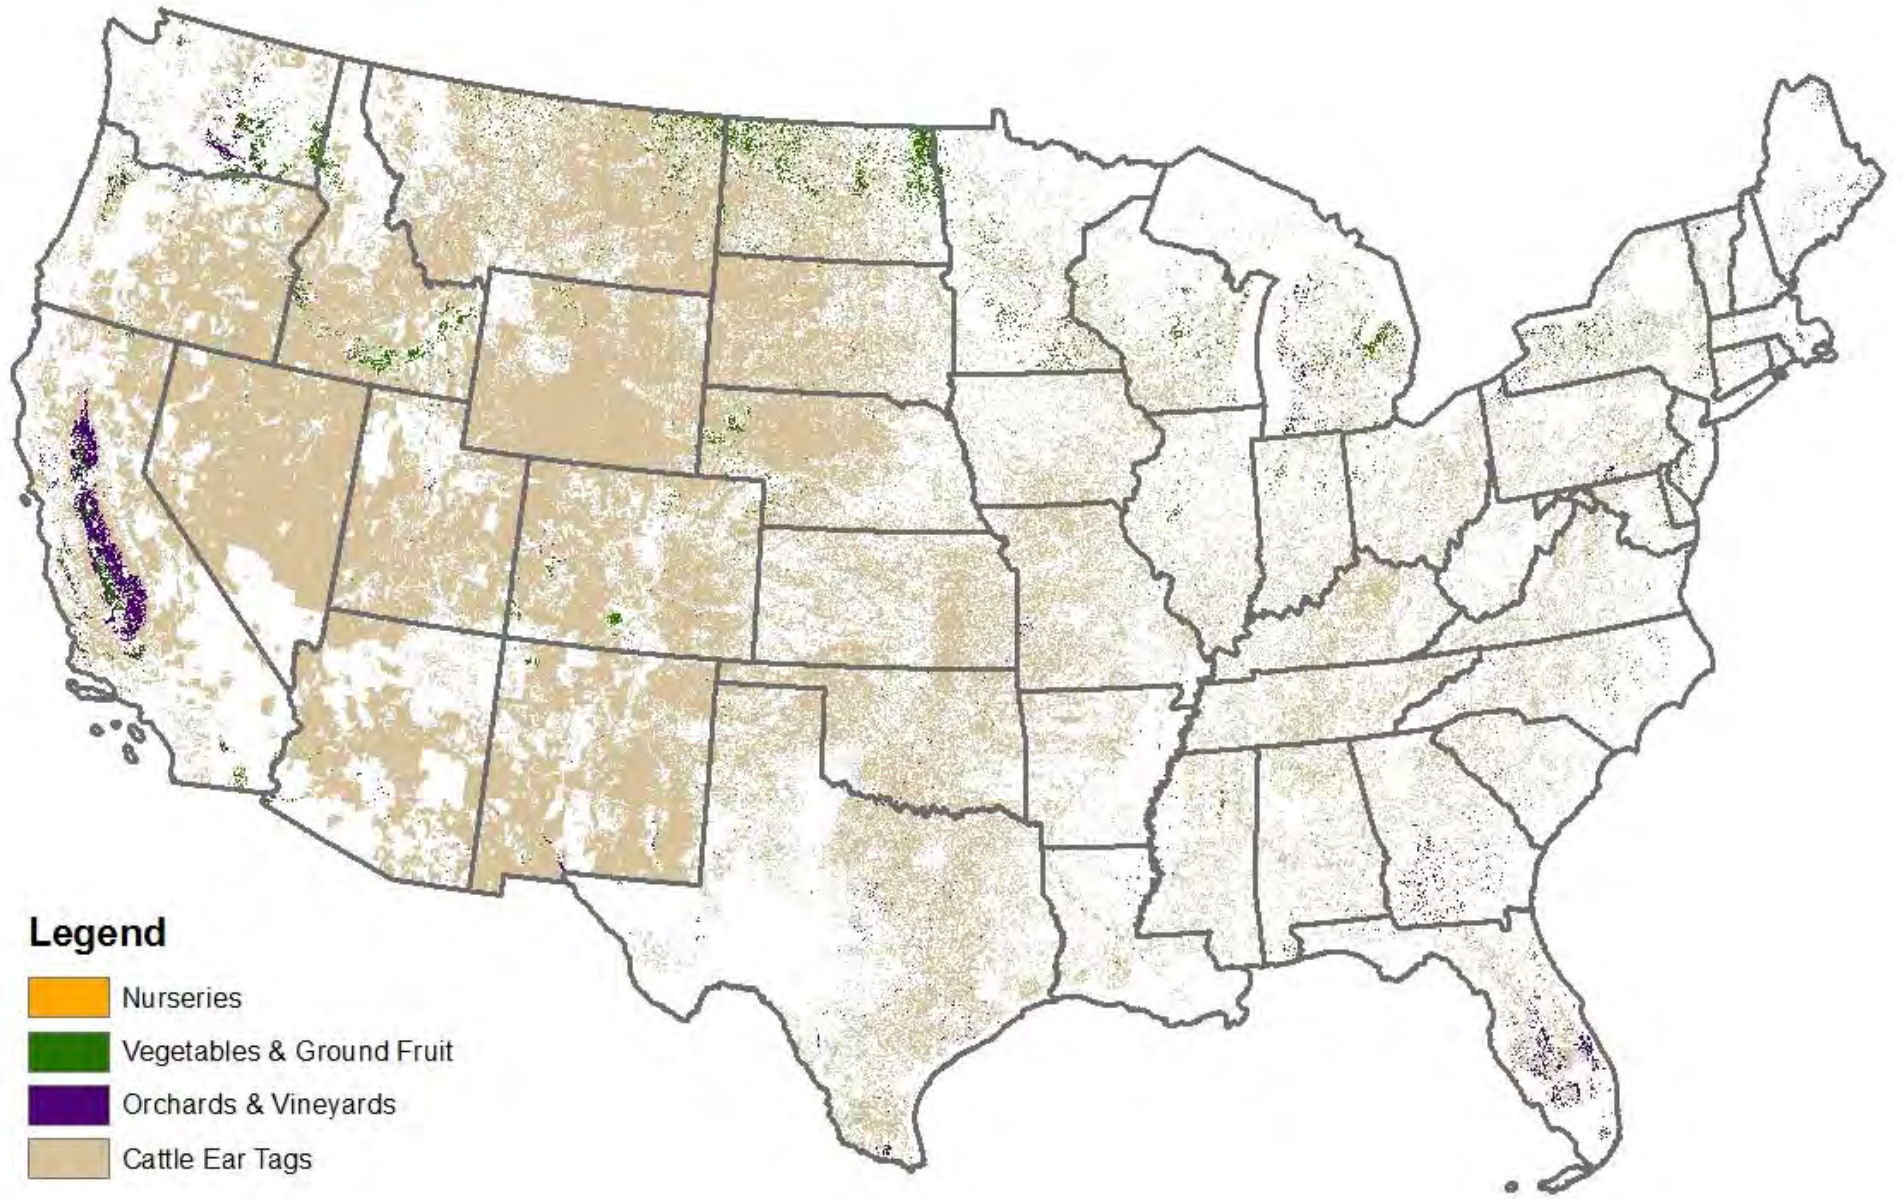 Legend
Nurseries
Vegetables & Ground Fruit
Orchards & Vineyards
Cattle Ear Tags